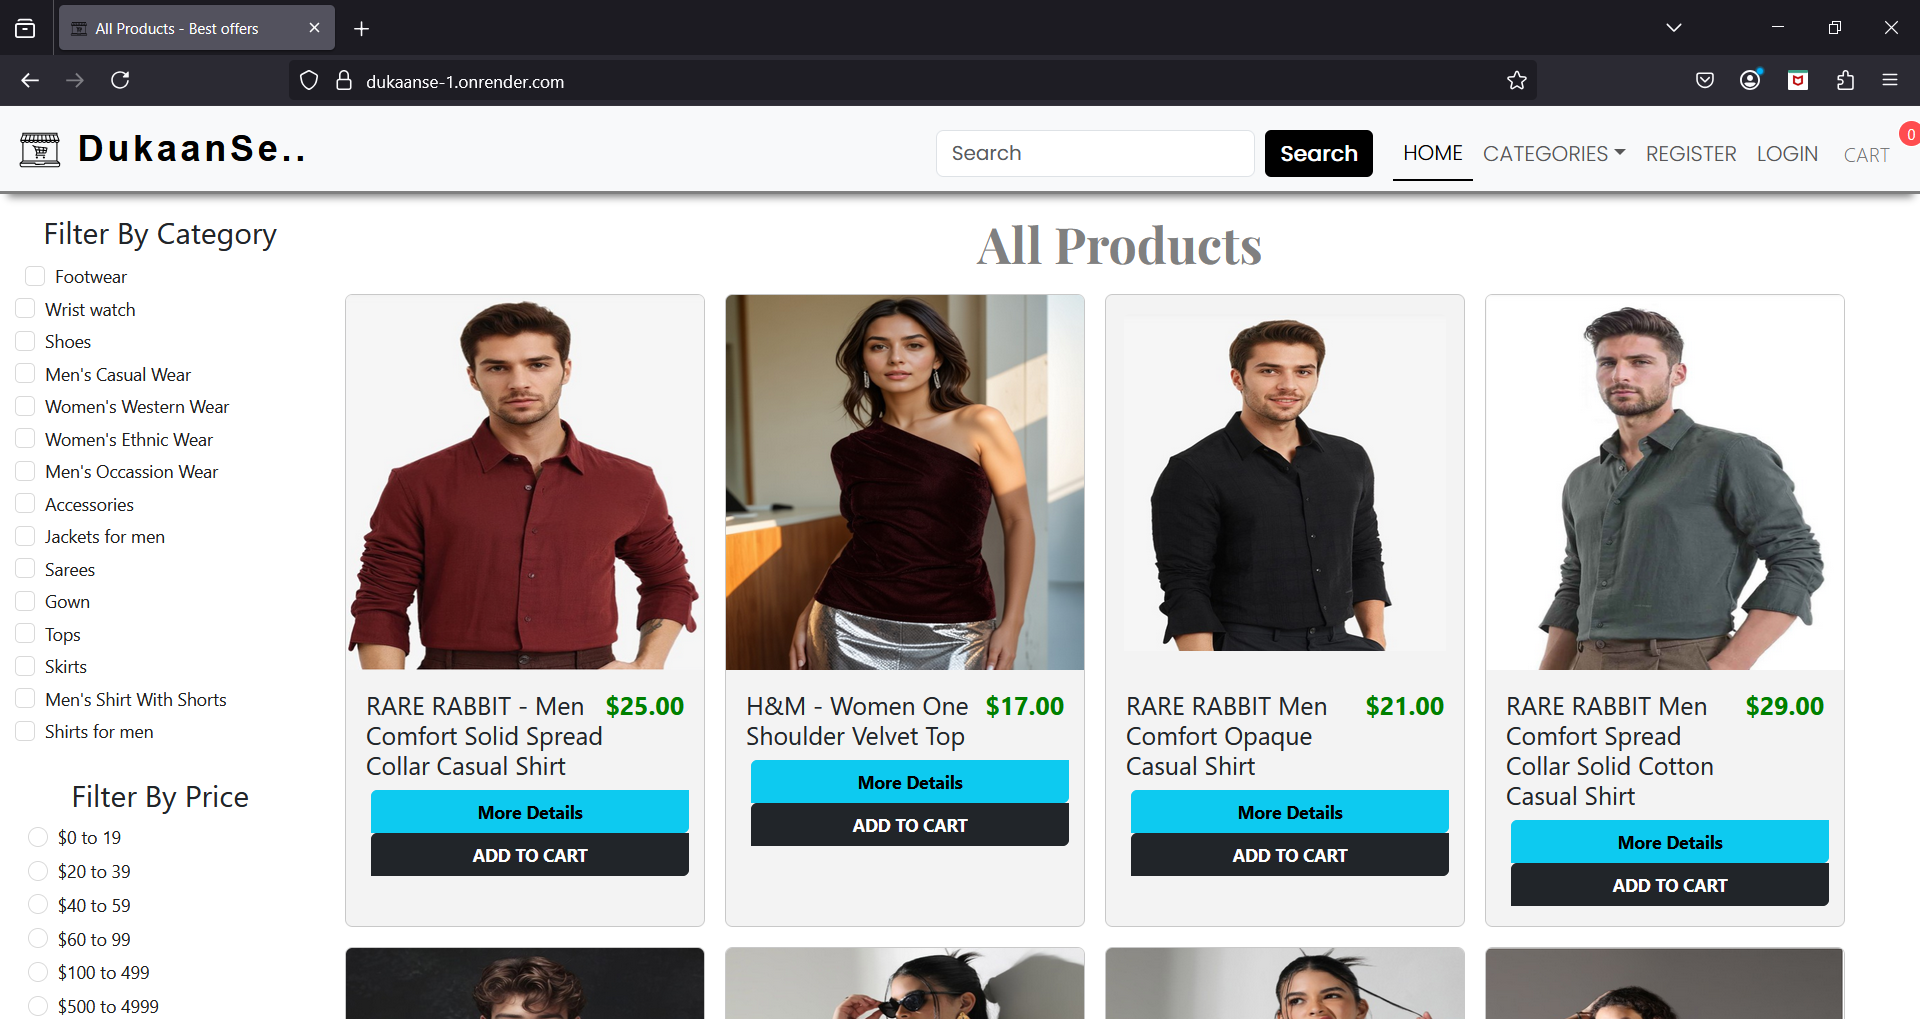 All Products - Best offers
dukaanse-1.onrender.com
DukaanSe..
Search
Search
HOME
CATEGORIES
REGISTER
LOGIN
CART
0
Filter By Category
Footwear
Wrist watch
Shoes
Men's Casual Wear
Women's Western Wear
Women's Ethnic Wear
Men's Occassion Wear
Accessories
Jackets for men
Sarees
Gown
Tops
Skirts
Men's Shirt With Shorts
Shirts for men
Filter By Price
$0 to 19
$20 to 39
$40 to 59
$60 to 99
$100 to 499
$500 to 4999
All Products
RARE RABBIT - Men
Comfort Solid Spread
Collar Casual Shirt
$25.00
More Details
ADD TO CART
H&M - Women One
Shoulder Velvet Top
$17.00
More Details
ADD TO CART
RARE RABBIT Men
Comfort Opaque
Casual Shirt
$21.00
More Details
ADD TO CART
RARE RABBIT Men
Comfort Spread
Collar Solid Cotton
Casual Shirt
$29.00
More Details
ADD TO CART